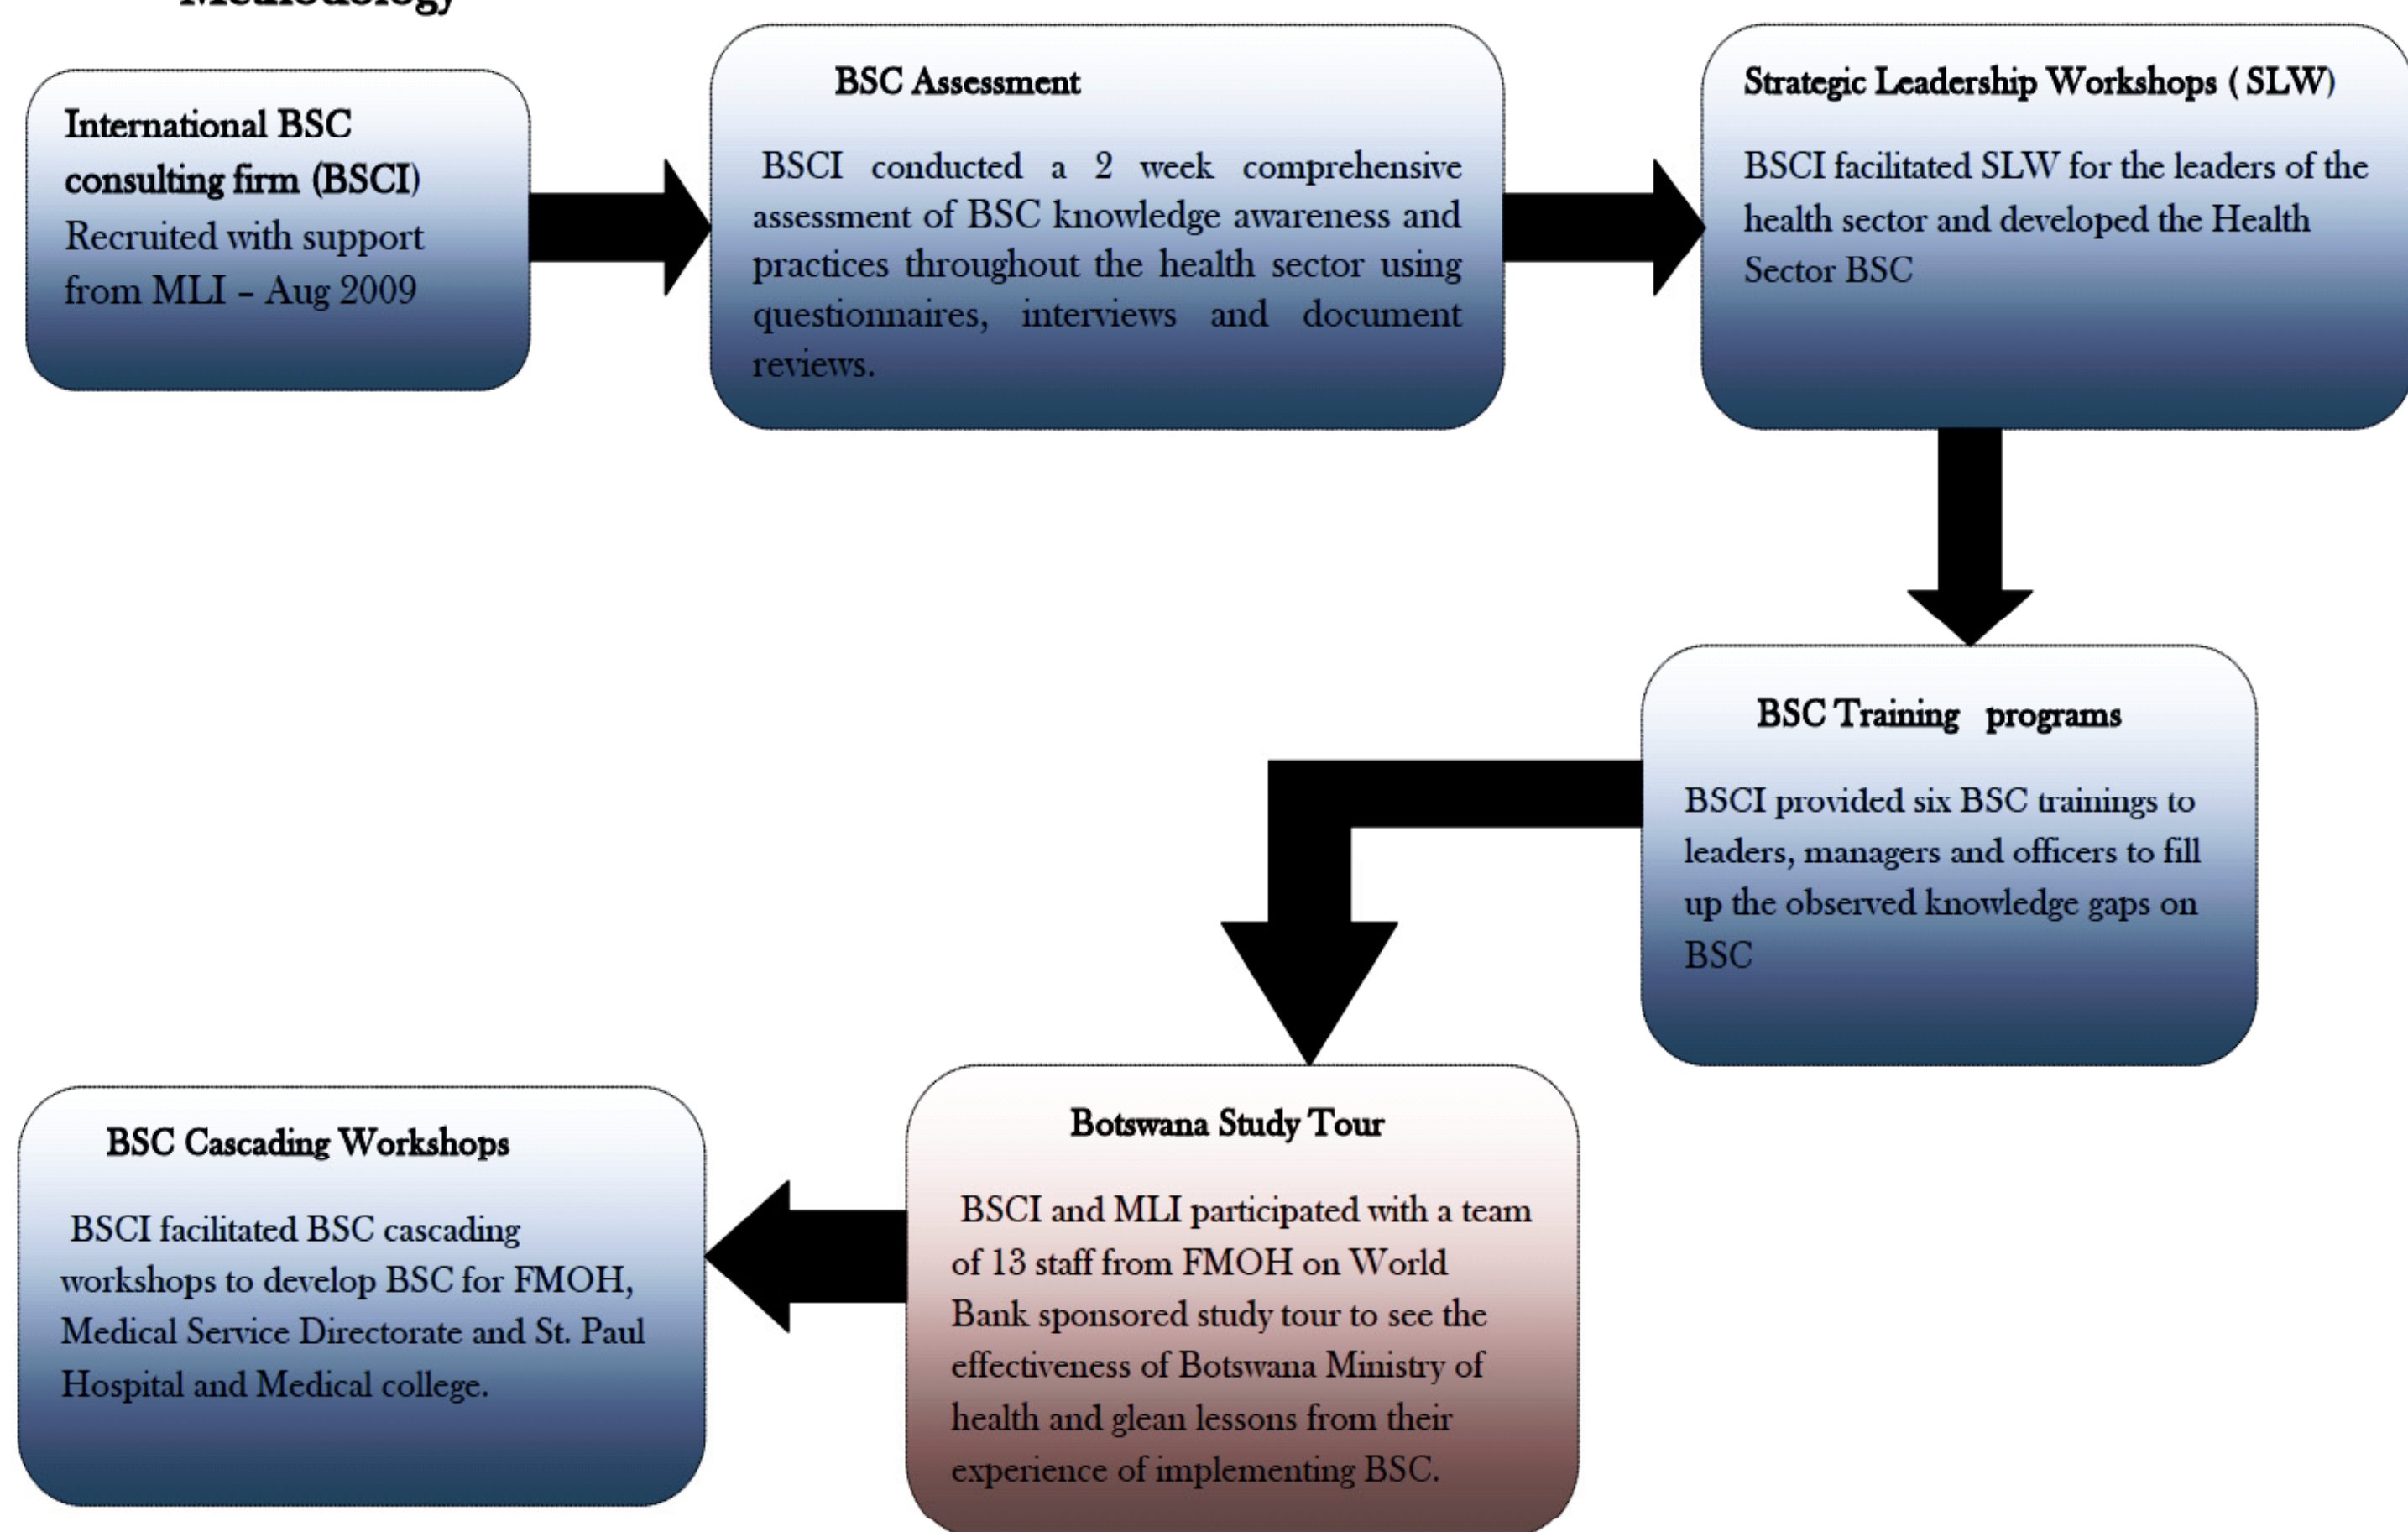 Methodology
International BSC
consulting firm (BSCI)
Recruited with support
from MLI – Aug 2009
BSC Assessment
BSCI conducted a 2 week comprehensive
assessment of BSC knowledge awareness and
practices throughout the health sector using
questionnaires, interviews and document
reviews.
Strategic Leadership Workshops ( SLW)
BSCI facilitated SLW for the leaders of the
health sector and developed the Health
Sector BSC
BSC Training programs
BSCI provided six BSC trainings to
leaders, managers and officers to fill
up the observed knowledge gaps on
BSC
Botswana Study Tour
BSCI and MLI participated with a team
of 13 staff from FMOH on World
Bank sponsored study tour to see the
effectiveness of Botswana Ministry of
health and glean lessons from their
experience of implementing BSC.
BSC Cascading Workshops
BSCI facilitated BSC cascading
workshops to develop BSC for FMOH,
Medical Service Directorate and St. Paul
Hospital and Medical college.